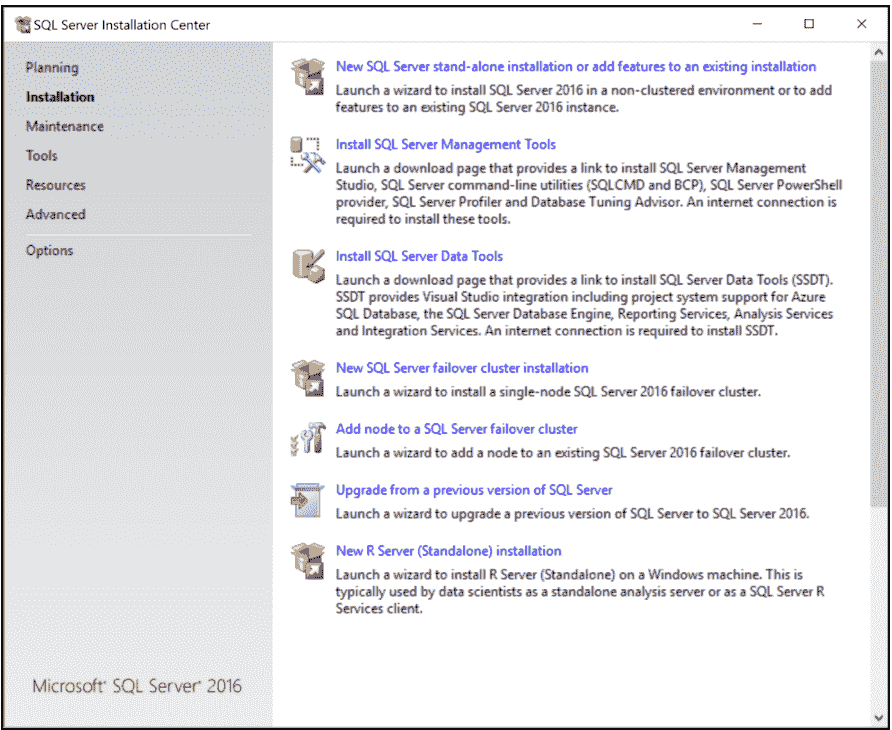 SQL Server Installation Center
Planning
Installation
Maintenance
Tools
Resources
Advanced
Options
New SQL Server stand-alone installation or add features to an existing installation
Launch a wizard to install SQL Server 2016 in a non-clustered environment or to add
features to an existing SQL Server 2016 instance.
Install SQL Server Management Tools
Launch a download page that provides a link to install SQL Server Management
Studio, SQL Server command-line utilities (SQLCMD and BCP), SQL Server PowerShell
provider, SQL Server Profiler and Database Tuning Advisor. An internet connection is
required to install these tools.
Install SQL Server Data Tools
Launch a download page that provides a link to install SQL Server Data Tools (SSDT).
SSDT provides Visual Studio integration including project system support for Azure
SQL Database, the SQL Server Database Engine, Reporting Services, Analysis Services
and Integration Services. An internet connection is required to install SSDT.
New SQL Server failover cluster installation
Launch a wizard to install a single-node SQL Server 2016 failover cluster.
Add node to a SQL Server failover cluster
Launch a wizard to add a node to an existing SQL Server 2016 failover cluster.
Upgrade from a previous version of SQL Server
Launch a wizard to upgrade a previous version of SQL Server to SQL Server 2016.
New R Server (Standalone) installation
Launch a wizard to install R Server (Standalone) on a Windows machine. This is
typically used by data scientists as a standalone analysis server or as a SQL Server R
Services client.
Microsoft® SQL Server® 2016